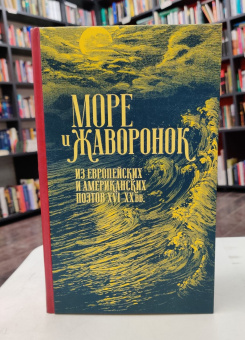 МОРЕ
и ЖАВОРОНОК
ИЗ ЕВРОПЕЙСКИХ
И АМЕРИКАНСКИХ
ПОЭТОВ XVI–XX вв.